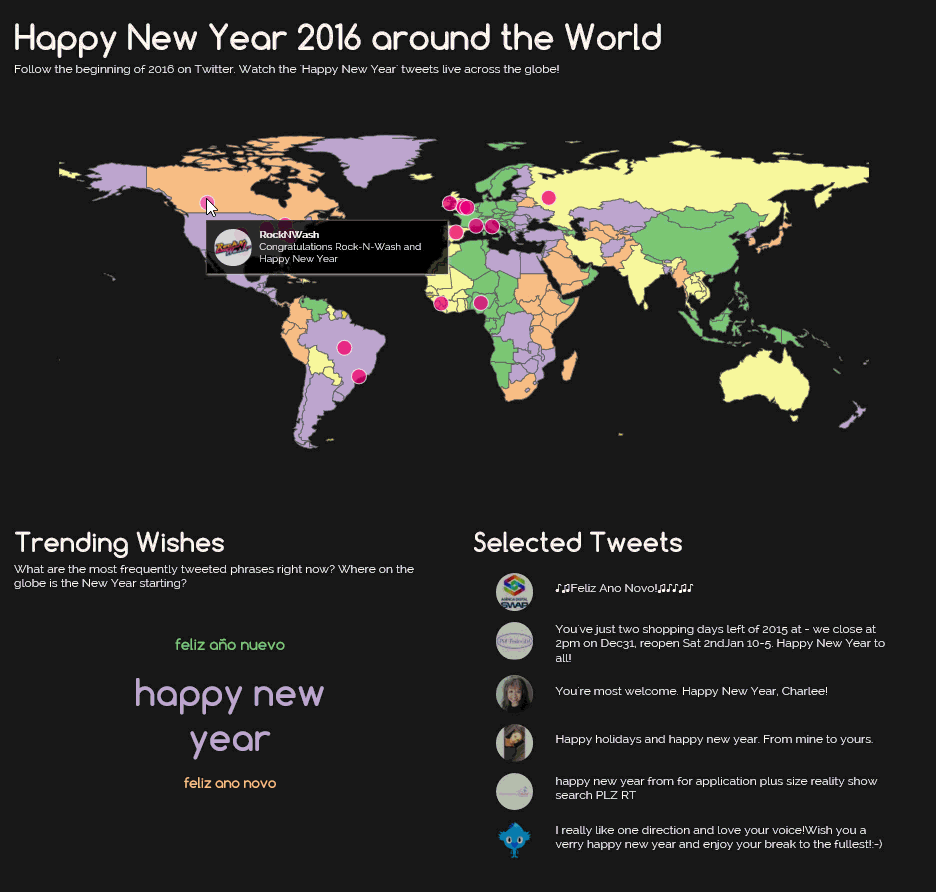 Happy New Year 2016 around the World
Follow the beginning of 2016 on Twitter. Watch the 'Happy New Year' tweets live across the globe!
RockNWash
Congratulations Rock-N-Wash and
Happy New Year
Trending Wishes
What are the most frequently tweeted phrases right now? Where on the
globe is the New Year starting?
feliz año nuevo
happy new
year
feliz ano novo
Selected Tweets
♪♫Feliz Ano Novo!♫♪♪♫♪
You've just two shopping days left of 2015 at - we close at
2pm on Dec31, reopen Sat 2ndJan 10-5. Happy New Year to
all!
You're most welcome. Happy New Year, Charlee!
Happy holidays and happy new year. From mine to yours.
happy new year from for application plus size reality show
search PLZ RT
I really like one direction and love your voice!Wish you a
verry happy new year and enjoy your break to the fullest!:-)